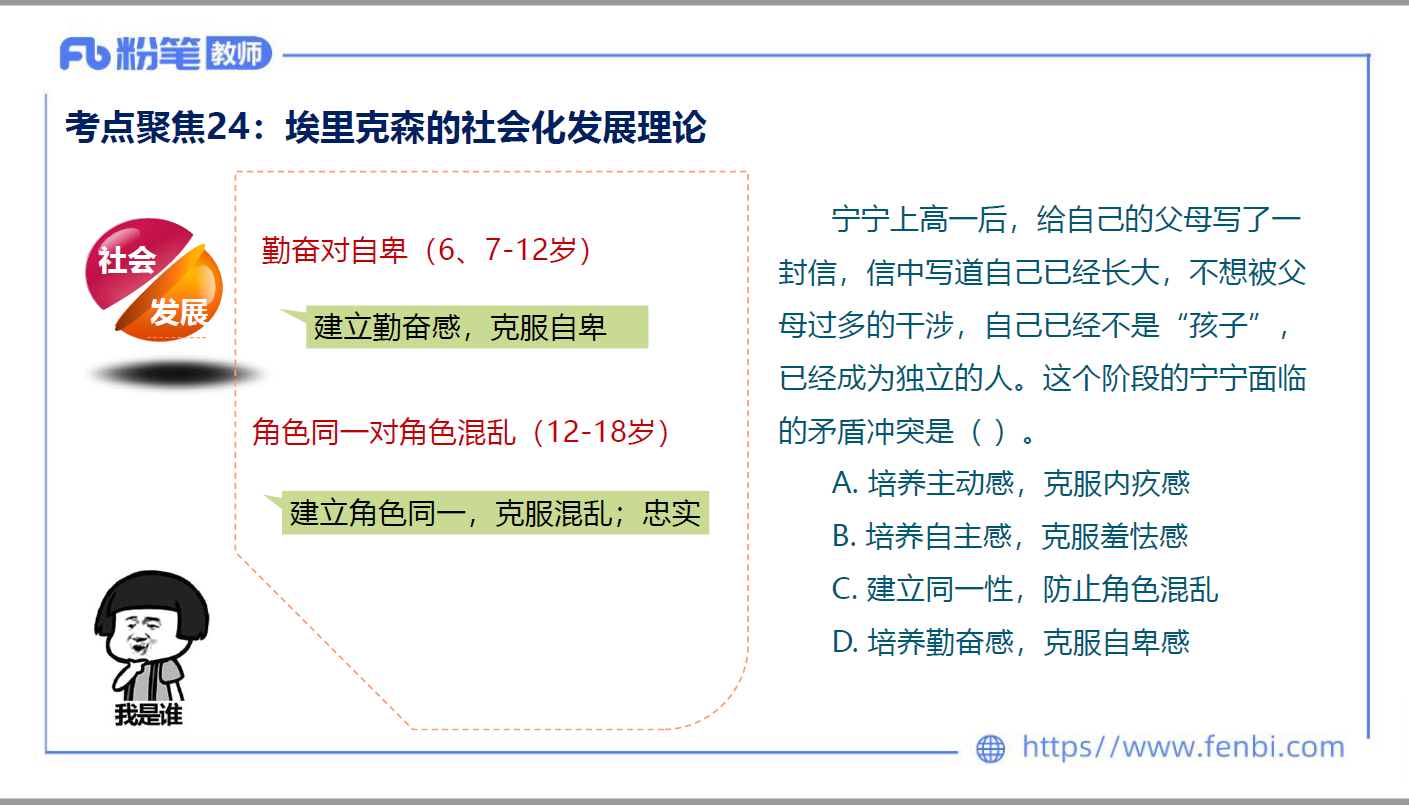 粉笔教师
考点聚焦24：埃里克森的社会化发展理论
社会
发展
勤奋对自卑（6、7-12岁）
建立勤奋感，克服自卑
角色同一对角色混乱（12-18岁）
建立角色同一，克服混乱；忠实
我是谁
宁宁上高一后，给自己的父母写了一
封信，信中写道自己已经长大，不想被父
母过多的干涉，自己已经不是“孩子”，
已经成为独立的人。这个阶段的宁宁面临
的矛盾冲突是（ ）。
A. 培养主动感，克服内疚感
B. 培养自主感，克服羞怯感
C. 建立同一性，防止角色混乱
D. 培养勤奋感，克服自卑感
https//www.fenbi.com